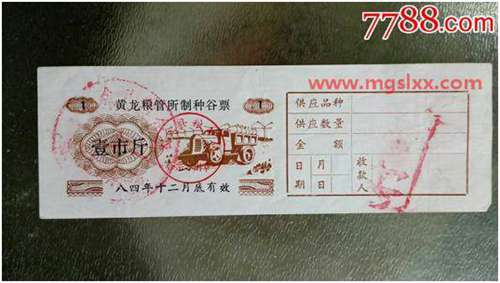 7788.com
www.mgslxx.com
1 黄龙粮管所制种谷票 1
壹市斤
八四年十二月底有效
供应品种
供应数量
金额
日期 月 日 收款人